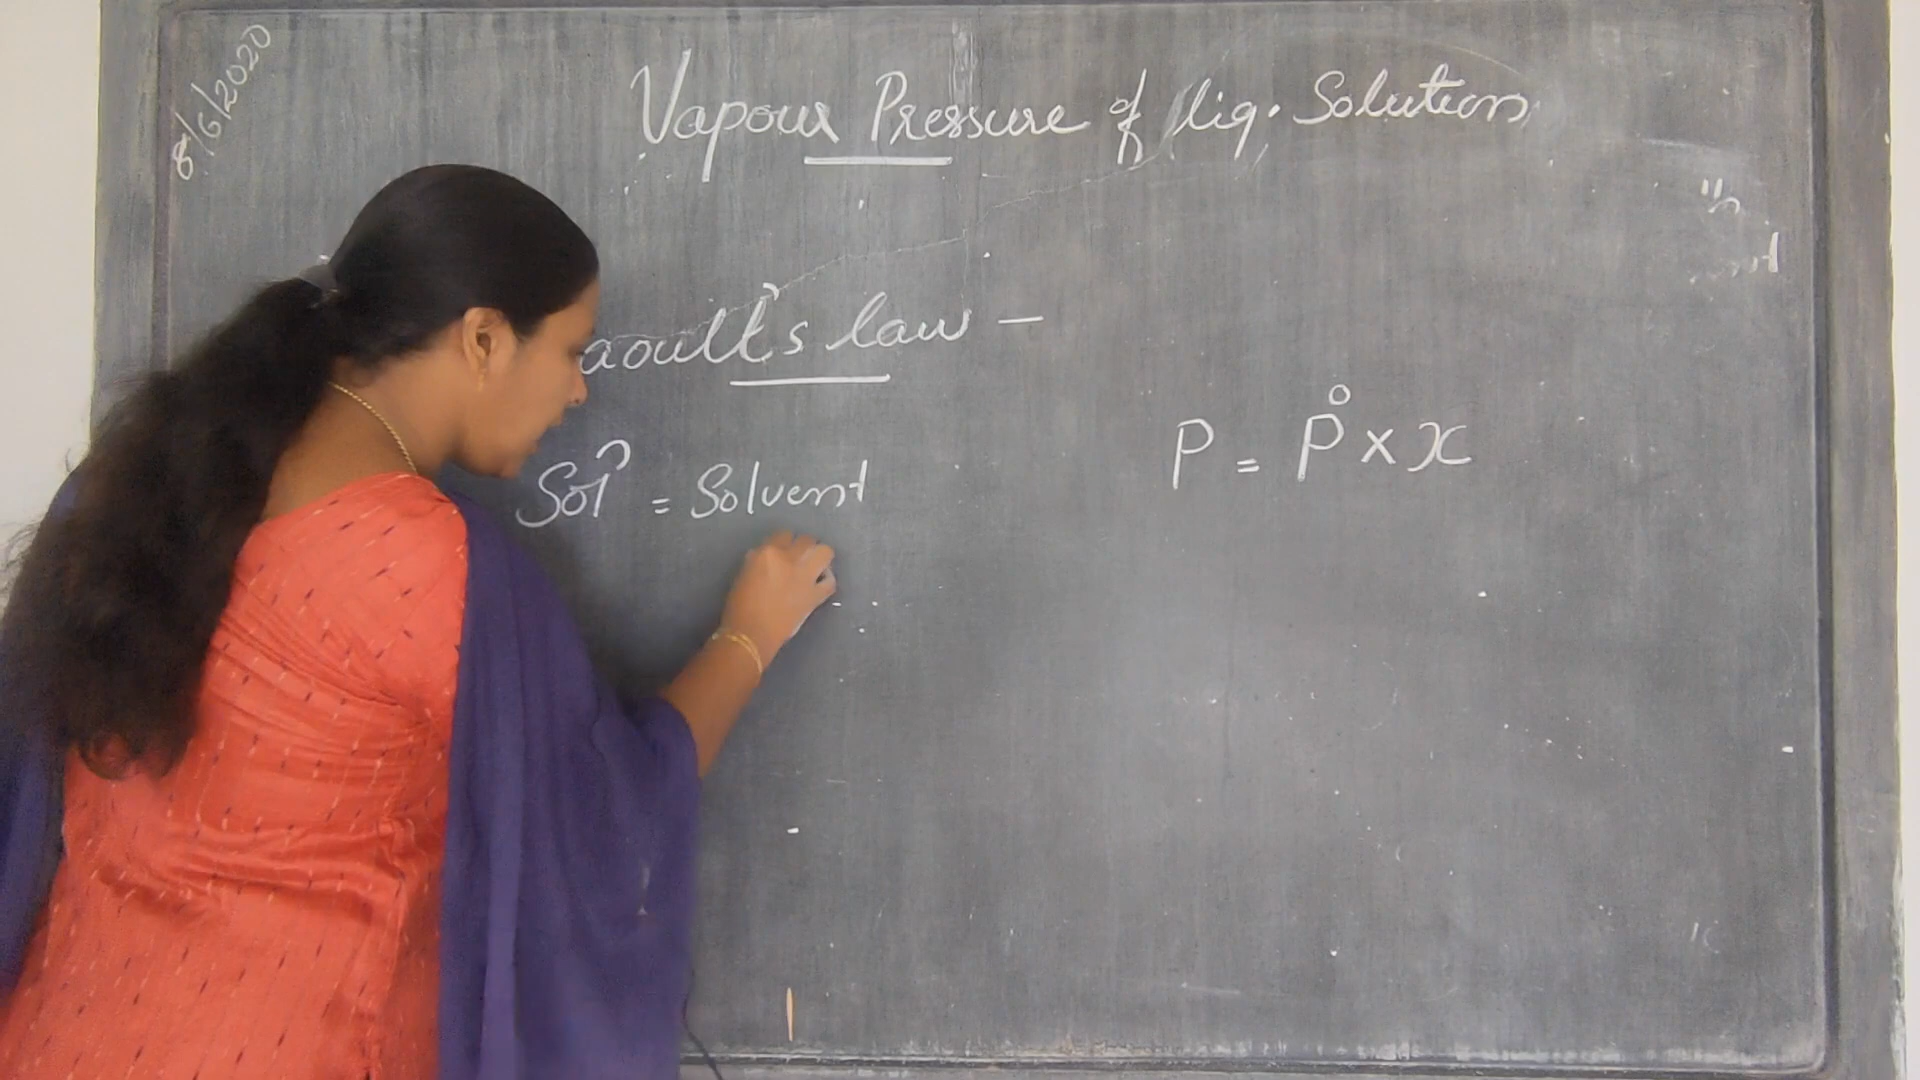 8/6/2020
Vapour Pressure of liq. Solutions
aoult's law –
P = P° × x
Sol^n = Solvent